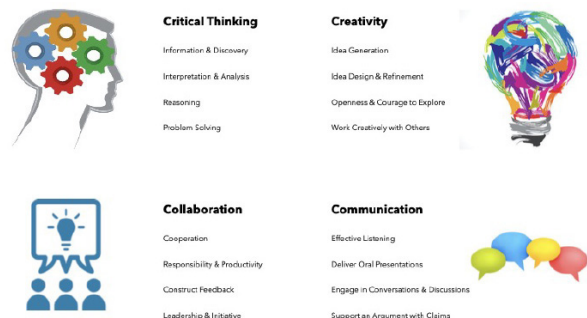 Critical Thinking
Information & Discovery
Interpretation & Analysis
Reasoning
Problem Solving
Creativity
Idea Generation
Idea Design & Refinement
Openness & Courage to Explore
Work Creatively with Others
Collaboration
Cooperation
Responsibility & Productivity
Construct Feedback
Leadership & Initiative
Communication
Effective Listening
Deliver Oral Presentations
Engage in Conversations & Discussions
Support an Argument with Claims